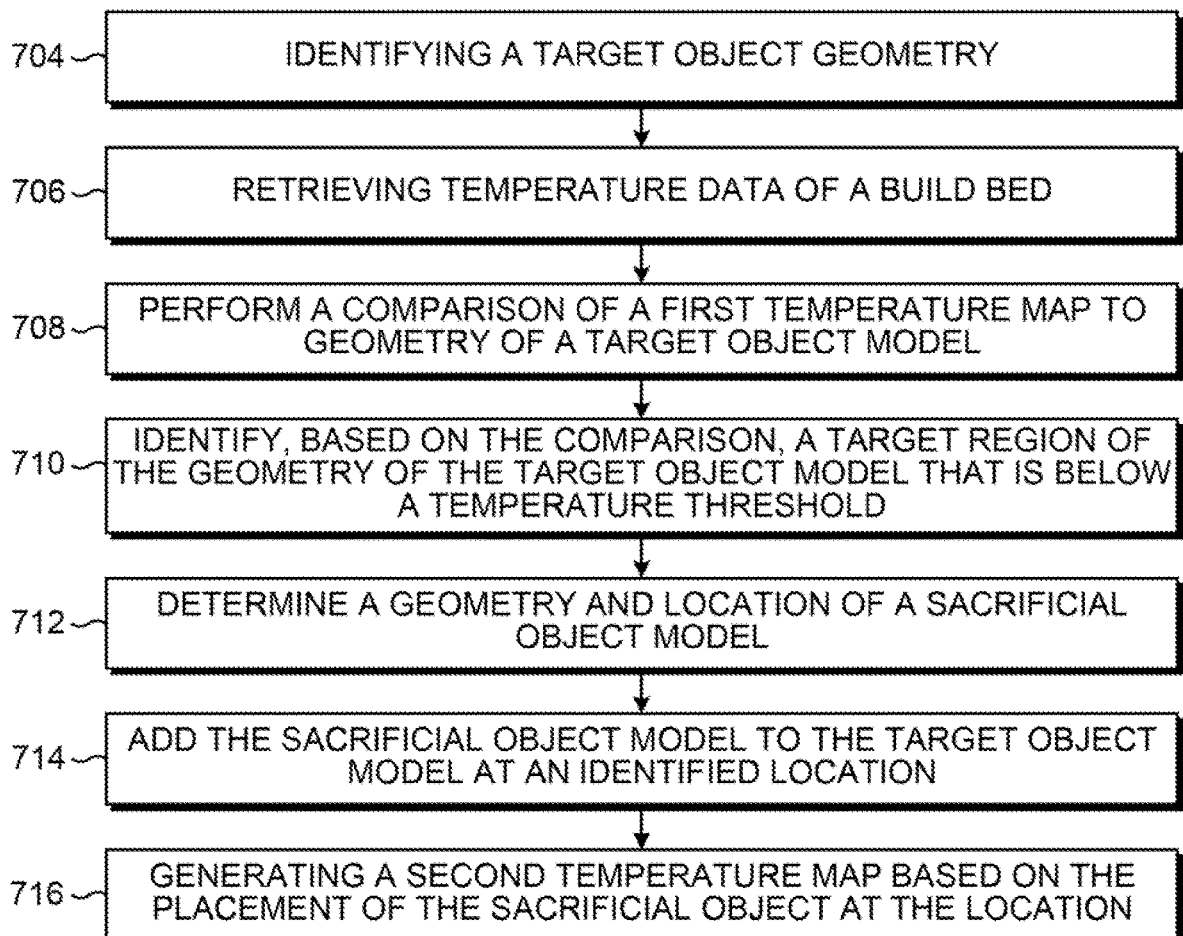 704 IDENTIFYING A TARGET OBJECT GEOMETRY
706 RETRIEVING TEMPERATURE DATA OF A BUILD BED
708 PERFORM A COMPARISON OF A FIRST TEMPERATURE MAP TO
GEOMETRY OF A TARGET OBJECT MODEL
IDENTIFY, BASED ON THE COMPARISON, A TARGET REGION OF
710 THE GEOMETRY OF THE TARGET OBJECT MODEL THAT IS BELOW
A TEMPERATURE THRESHOLD
712 DETERMINE A GEOMETRY AND LOCATION OF A SACRIFICIAL
OBJECT MODEL
714 ADD THE SACRIFICIAL OBJECT MODEL TO THE TARGET OBJECT
MODEL AT AN IDENTIFIED LOCATION
716 GENERATING A SECOND TEMPERATURE MAP BASED ON THE
PLACEMENT OF THE SACRIFICIAL OBJECT AT THE LOCATION